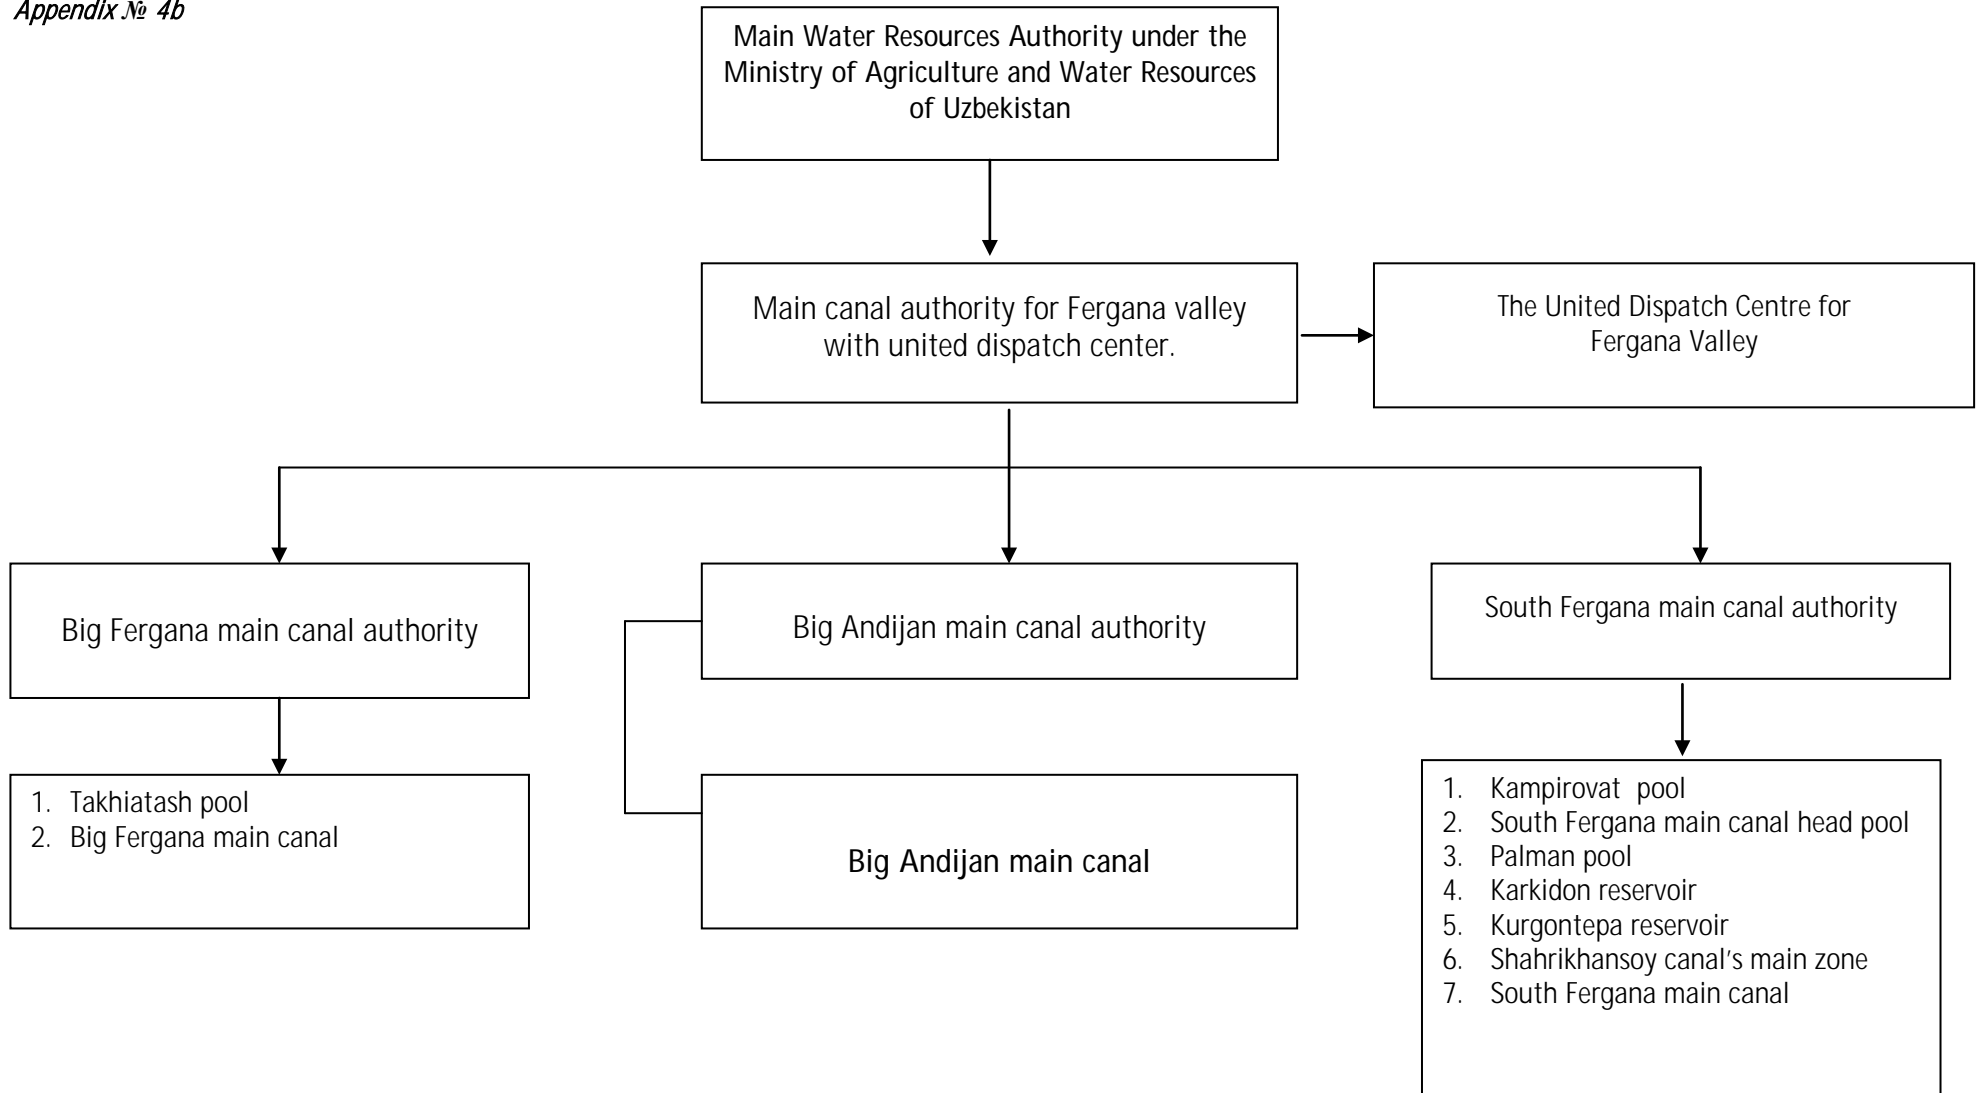 Appendix № 4b
Main Water Resources Authority under the
Ministry of Agriculture and Water Resources
of Uzbekistan
Main canal authority for Fergana valley
with united dispatch center.
The United Dispatch Centre for
Fergana Valley
Big Fergana main canal authority
Big Andijan main canal authority
South Fergana main canal authority
1. Takhiatash pool
2. Big Fergana main canal
Big Andijan main canal
1. Kampirovat pool
2. South Fergana main canal head pool
3. Palman pool
4. Karkidon reservoir
5. Kurgontepa reservoir
6. Shahrikhansoy canal's main zone
7. South Fergana main canal